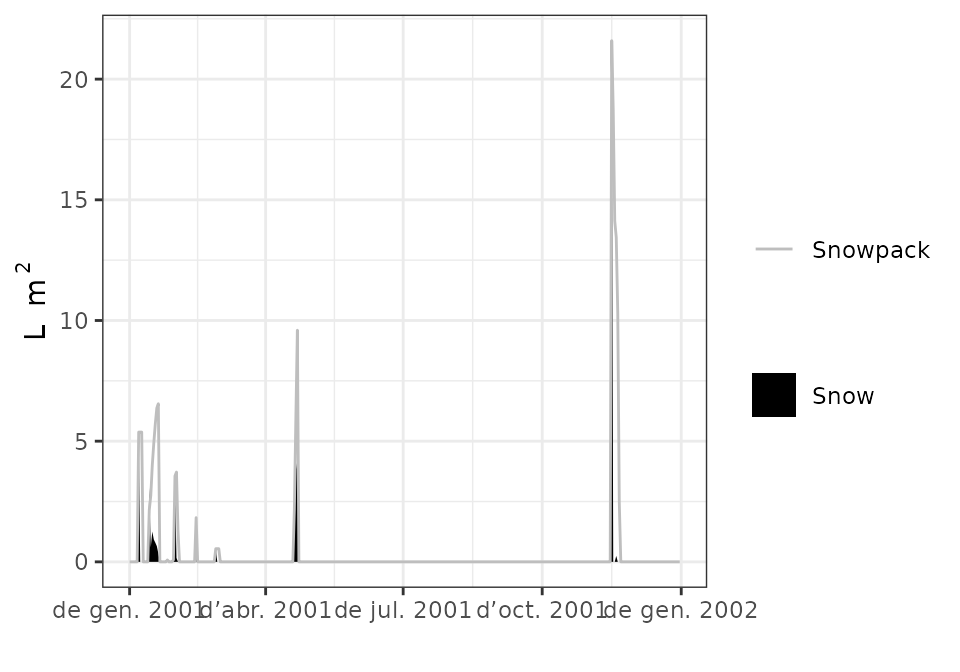 20
15
10
5
0
L m²
de gen. 2001
d’abr. 2001
de jul. 2001
d’oct. 2001
de gen. 2002
Snowpack
Snow